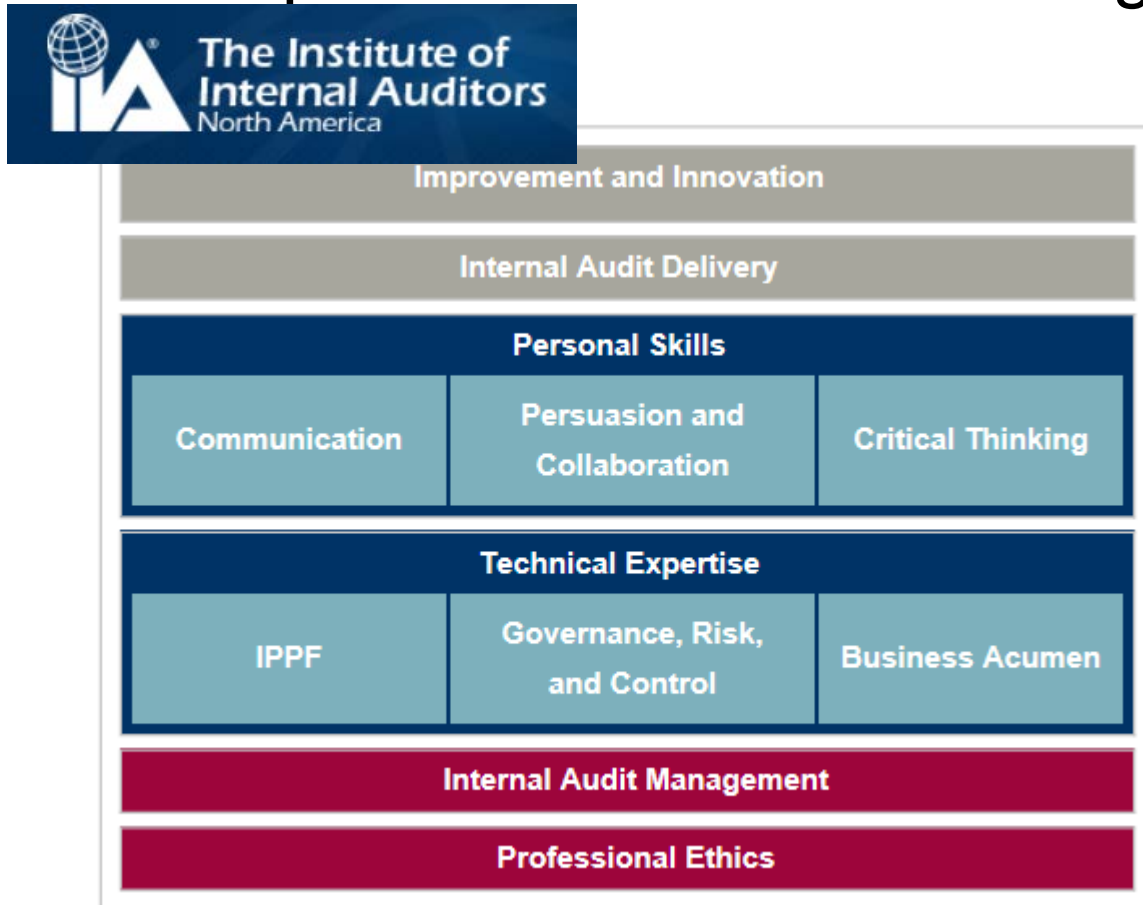 IIA
The Institute of
Internal Auditors
North America
Improvement and Innovation
Internal Audit Delivery
Personal Skills
Communication
Persuasion and
Collaboration
Critical Thinking
Technical Expertise
IPPF
Governance, Risk,
and Control
Business Acumen
Internal Audit Management
Professional Ethics